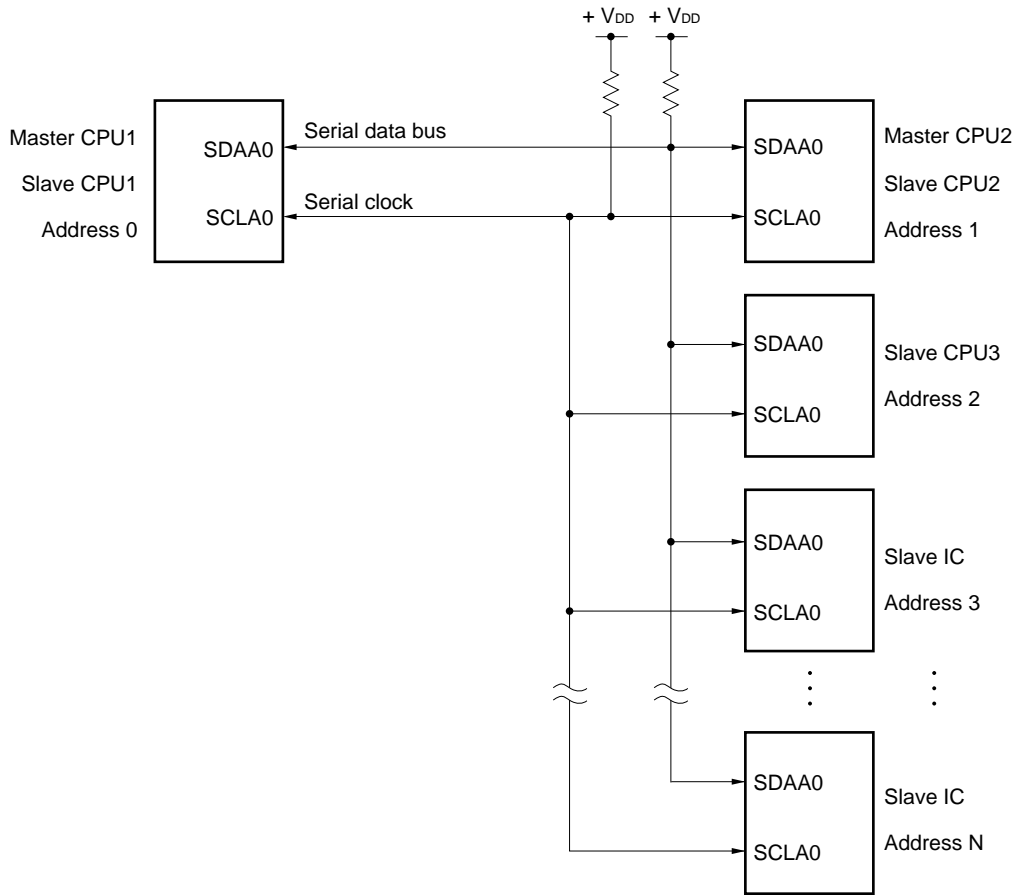 + VDD + VDD
Master CPU1
Slave CPU1
Address 0
SDAA0
SCLA0
Serial data bus
Serial clock
SDAA0
SCLA0
Master CPU2
Slave CPU2
Address 1
SDAA0
SCLA0
Slave CPU3
Address 2
SDAA0
SCLA0
Slave IC
Address 3
SDAA0
SCLA0
Slave IC
Address N